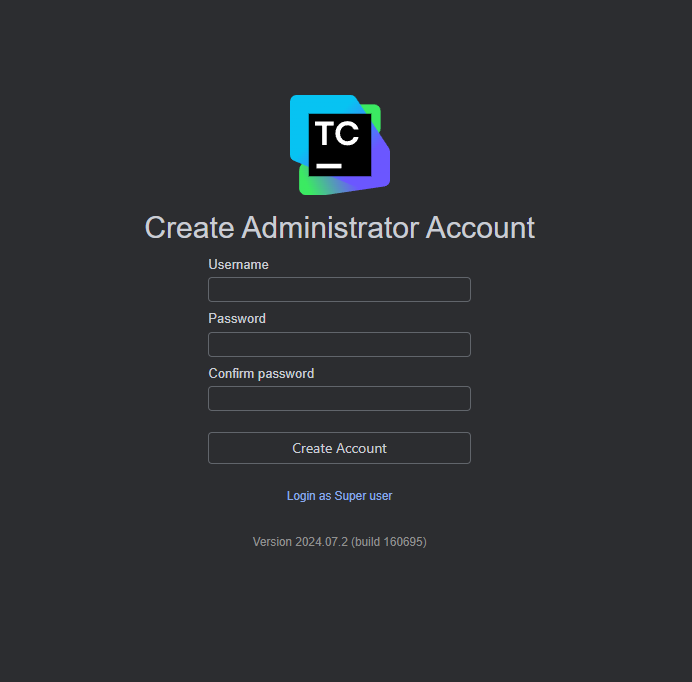 TC
Create Administrator Account
Username
Password
Confirm password
Create Account
Login as Super user
Version 2024.07.2 (build 160695)